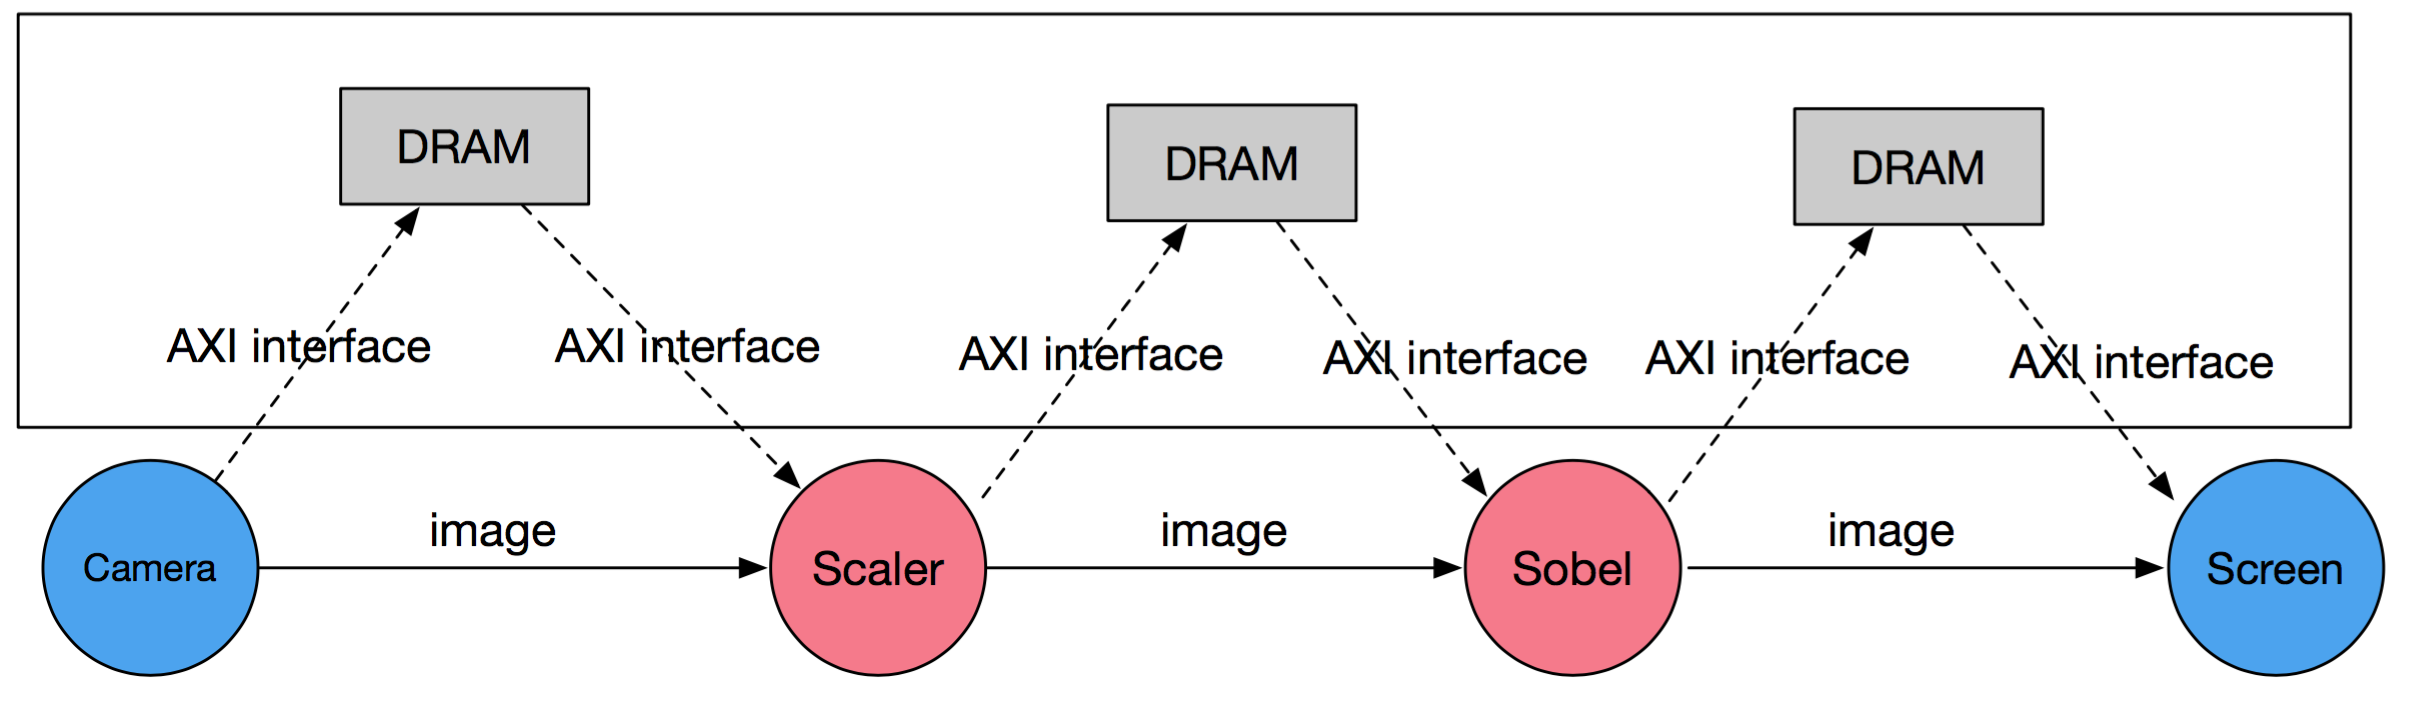 DRAM
DRAM
DRAM
AXI interface
AXI interface
AXI interface
AXI interface
AXI interface
AXI interface
image
image
image
Camera
Scaler
Sobel
Screen